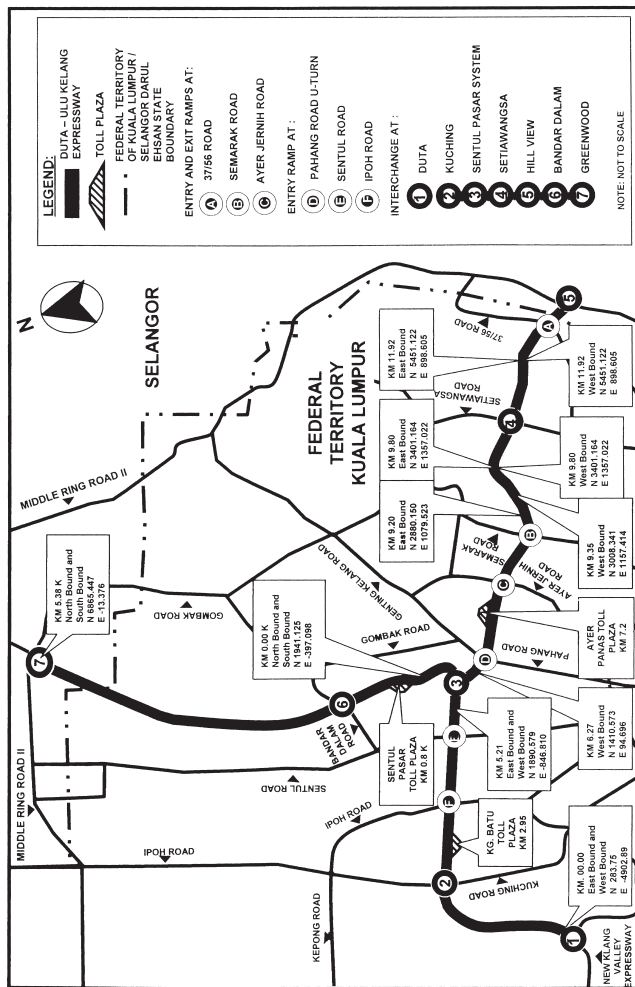 LEGEND:
DUTA – ULU KELANG
EXPRESSWAY
TOLL PLAZA
FEDERAL TERRITORY
OF KUALA LUMPUR /
SELANGOR DARUL
EHSAN STATE
BOUNDARY
ENTRY AND EXIT RAMPS AT:
A 37/56 ROAD
B SEMARAK ROAD
C AYER JERNIH ROAD
ENTRY RAMP AT :
D PAHANG ROAD U-TURN
E SENTUL ROAD
F IPOH ROAD
INTERCHANGE AT :
1 DUTA
2 KUCHING
3 SENTUL PASAR SYSTEM
4 SETIAWANGSA
5 HILL VIEW
6 BANDAR DALAM
7 GREENWOOD
NOTE: NOT TO SCALE
N
SELANGOR
MIDDLE RING ROAD II
FEDERAL
TERRITORY
KUALA LUMPUR
MIDDLE RING ROAD II
7
KM 5.38 K
North Bound and
South Bound
N 6865.447
E -13.376
GOMBAK ROAD
GENTING KELANG ROAD
KM 0.00 K
North Bound and
South Bound
N 1941.125
E -397.098
GOMBAK ROAD
6
BANDAR
DALAM
ROAD
SENTUL
PASAR
TOLL PLAZA
KM 0.8 K
SENTUL ROAD
IPOH ROAD
IPOH ROAD
KEPONG ROAD
KM 9.20
East Bound
N 2880.150
E 1079.523
KM 9.80
East Bound
N 3401.164
E 1357.022
KM 11.92
East Bound
N 5451.122
E 898.605
SETIAWANGSA
ROAD
37/56 ROAD
A
5
4
B
SEMARAK
ROAD
C
AYER JERNIH
ROAD
D
PAHANG ROAD
3
E
F
2
KUCHING ROAD
1
NEW KLANG
VALLEY
EXPRESSWAY
KM. 00.00
East Bound and
West Bound
N 283.75
E -4902.89
KG. BATU
TOLL
PLAZA
KM 2.95
KM 5.21
East Bound and
West Bound
N 1890.579
E -846.810
KM 6.27
West Bound
N 1410.573
E 94.696
AYER
PANAS TOLL
PLAZA
KM 7.2
KM 9.35
West Bound
N 3008.341
E 1157.414
KM 9.80
West Bound
N 3401.164
E 1357.022
KM 11.92
West Bound
N 5451.122
E 898.605